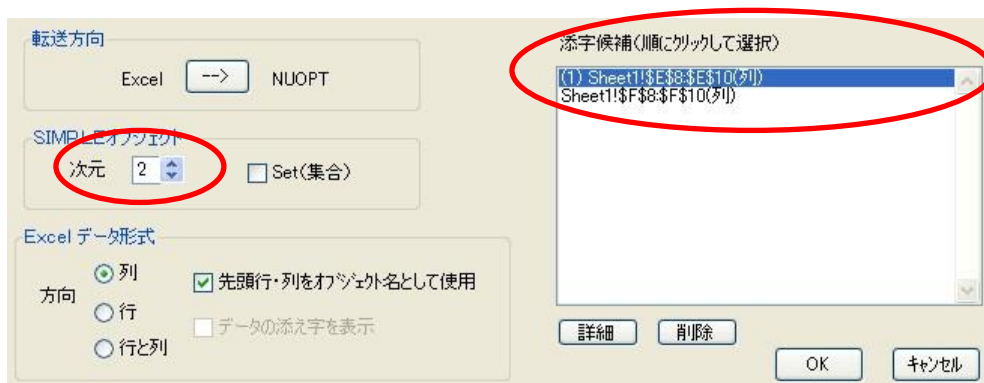 転送方向
Excel --> NUOPT
SIMPLEオブジェクト
次元 2 Set(集合)
Excel データ形式
方向
列
行
行と列
先頭行・列をオブジェクト名として使用
データの添え字を表示
添字候補(順にクリックして選択)
(1) Sheet1!$E$8:$E$10(列)
Sheet1!$F$8:$F$10(列)
詳細 削除
OK キャンセル